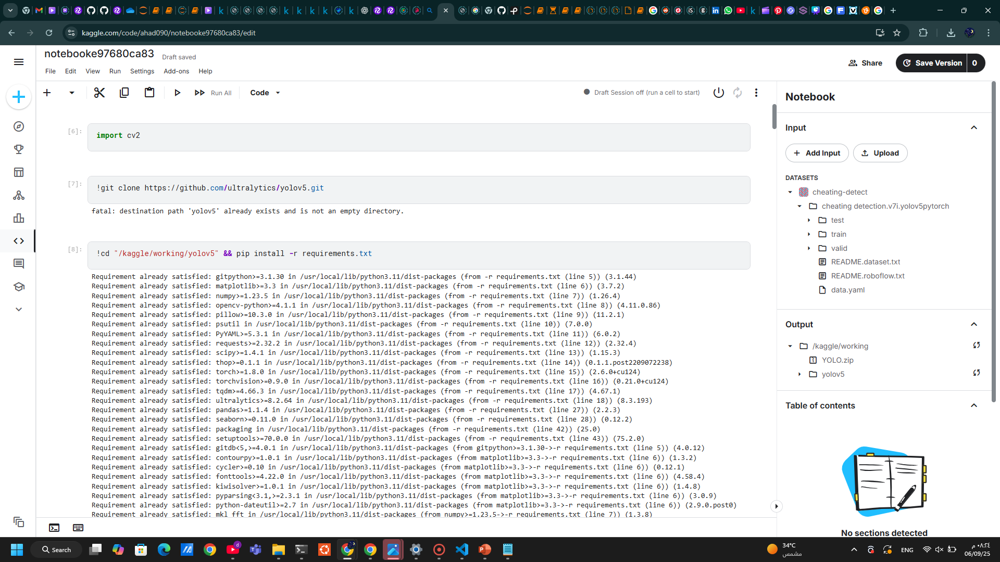 kaggle.com/code/ahad090/notebooke97680ca83/edit
notebooke97680ca83
Draft saved
File Edit View Run Settings Add-ons Help
Share
Save Version 0
Run All
Code
Draft Session off (run a cell to start)
[6]:
import cv2
[7]:
!git clone https://github.com/ultralytics/yolov5.git
fatal: destination path 'yolov5' already exists and is not an empty directory.
[8]:
!cd "/kaggle/working/yolov5" && pip install -r requirements.txt
Requirement already satisfied: gitpython>=3.1.30 in /usr/local/lib/python3.11/dist-packages (from -r requirements.txt (line 5)) (3.1.44)
Requirement already satisfied: matplotlib>=3.3 in /usr/local/lib/python3.11/dist-packages (from -r requirements.txt (line 6)) (3.7.2)
Requirement already satisfied: numpy>=1.23.5 in /usr/local/lib/python3.11/dist-packages (from -r requirements.txt (line 7)) (1.26.4)
Requirement already satisfied: opencv-python>=4.1.1 in /usr/local/lib/python3.11/dist-packages (from -r requirements.txt (line 8)) (4.11.0.86)
Requirement already satisfied: pillow>=10.3.0 in /usr/local/lib/python3.11/dist-packages (from -r requirements.txt (line 9)) (11.2.1)
Requirement already satisfied: psutil in /usr/local/lib/python3.11/dist-packages (from -r requirements.txt (line 10)) (7.0.0)
Requirement already satisfied: PyYAML>=5.3.1 in /usr/local/lib/python3.11/dist-packages (from -r requirements.txt (line 11)) (6.0.2)
Requirement already satisfied: requests>=2.32.2 in /usr/local/lib/python3.11/dist-packages (from -r requirements.txt (line 12)) (2.32.4)
Requirement already satisfied: scipy>=1.4.1 in /usr/local/lib/python3.11/dist-packages (from -r requirements.txt (line 13)) (1.15.3)
Requirement already satisfied: thop>=0.1.1 in /usr/local/lib/python3.11/dist-packages (from -r requirements.txt (line 14)) (0.1.1.post2209072238)
Requirement already satisfied: torch>=1.8.0 in /usr/local/lib/python3.11/dist-packages (from -r requirements.txt (line 15)) (2.6.0+cu124)
Requirement already satisfied: torchvision>=0.9.0 in /usr/local/lib/python3.11/dist-packages (from -r requirements.txt (line 16)) (0.21.0+cu124)
Requirement already satisfied: tqdm>=4.66.3 in /usr/local/lib/python3.11/dist-packages (from -r requirements.txt (line 17)) (4.67.1)
Requirement already satisfied: ultralytics>=8.2.64 in /usr/local/lib/python3.11/dist-packages (from -r requirements.txt (line 18)) (8.3.193)
Requirement already satisfied: pandas>=1.1.4 in /usr/local/lib/python3.11/dist-packages (from -r requirements.txt (line 27)) (2.2.3)
Requirement already satisfied: seaborn>=0.11.0 in /usr/local/lib/python3.11/dist-packages (from -r requirements.txt (line 28)) (0.12.2)
Requirement already satisfied: packaging in /usr/local/lib/python3.11/dist-packages (from -r requirements.txt (line 42)) (25.0)
Requirement already satisfied: setuptools>=70.0.0 in /usr/local/lib/python3.11/dist-packages (from -r requirements.txt (line 43)) (75.2.0)
Requirement already satisfied: gitdb<5,>=4.0.1 in /usr/local/lib/python3.11/dist-packages (from gitpython>=3.1.30->-r requirements.txt (line 5)) (4.0.12)
Requirement already satisfied: contourpy>=1.0.1 in /usr/local/lib/python3.11/dist-packages (from matplotlib>=3.3->-r requirements.txt (line 6)) (1.3.2)
Requirement already satisfied: cycler>=0.10 in /usr/local/lib/python3.11/dist-packages (from matplotlib>=3.3->-r requirements.txt (line 6)) (0.12.1)
Requirement already satisfied: fonttools>=4.22.0 in /usr/local/lib/python3.11/dist-packages (from matplotlib>=3.3->-r requirements.txt (line 6)) (4.58.4)
Requirement already satisfied: kiwisolver>=1.0.1 in /usr/local/lib/python3.11/dist-packages (from matplotlib>=3.3->-r requirements.txt (line 6)) (1.4.8)
Requirement already satisfied: pyparsing<3.1,>=2.3.1 in /usr/local/lib/python3.11/dist-packages (from matplotlib>=3.3->-r requirements.txt (line 6)) (3.0.9)
Requirement already satisfied: python-dateutil>=2.7 in /usr/local/lib/python3.11/dist-packages (from matplotlib>=3.3->-r requirements.txt (line 6)) (2.9.0.post0)
Requirement already satisfied: mkl_fft in /usr/local/lib/python3.11/dist-packages (from numpy>=1.23.5->-r requirements.txt (line 7)) (1.3.8)
Notebook
Input
Add Input
Upload
DATASETS
cheating-detect
cheating detection.v7i.yolov5pytorch
test
train
valid
README.dataset.txt
README.roboflow.txt
data.yaml
Output
/kaggle/working
YOLO.zip
yolov5
Table of contents
No sections detected
Search
34°C
مشمس
ENG
٠٨:٢٤ م
06/09/25